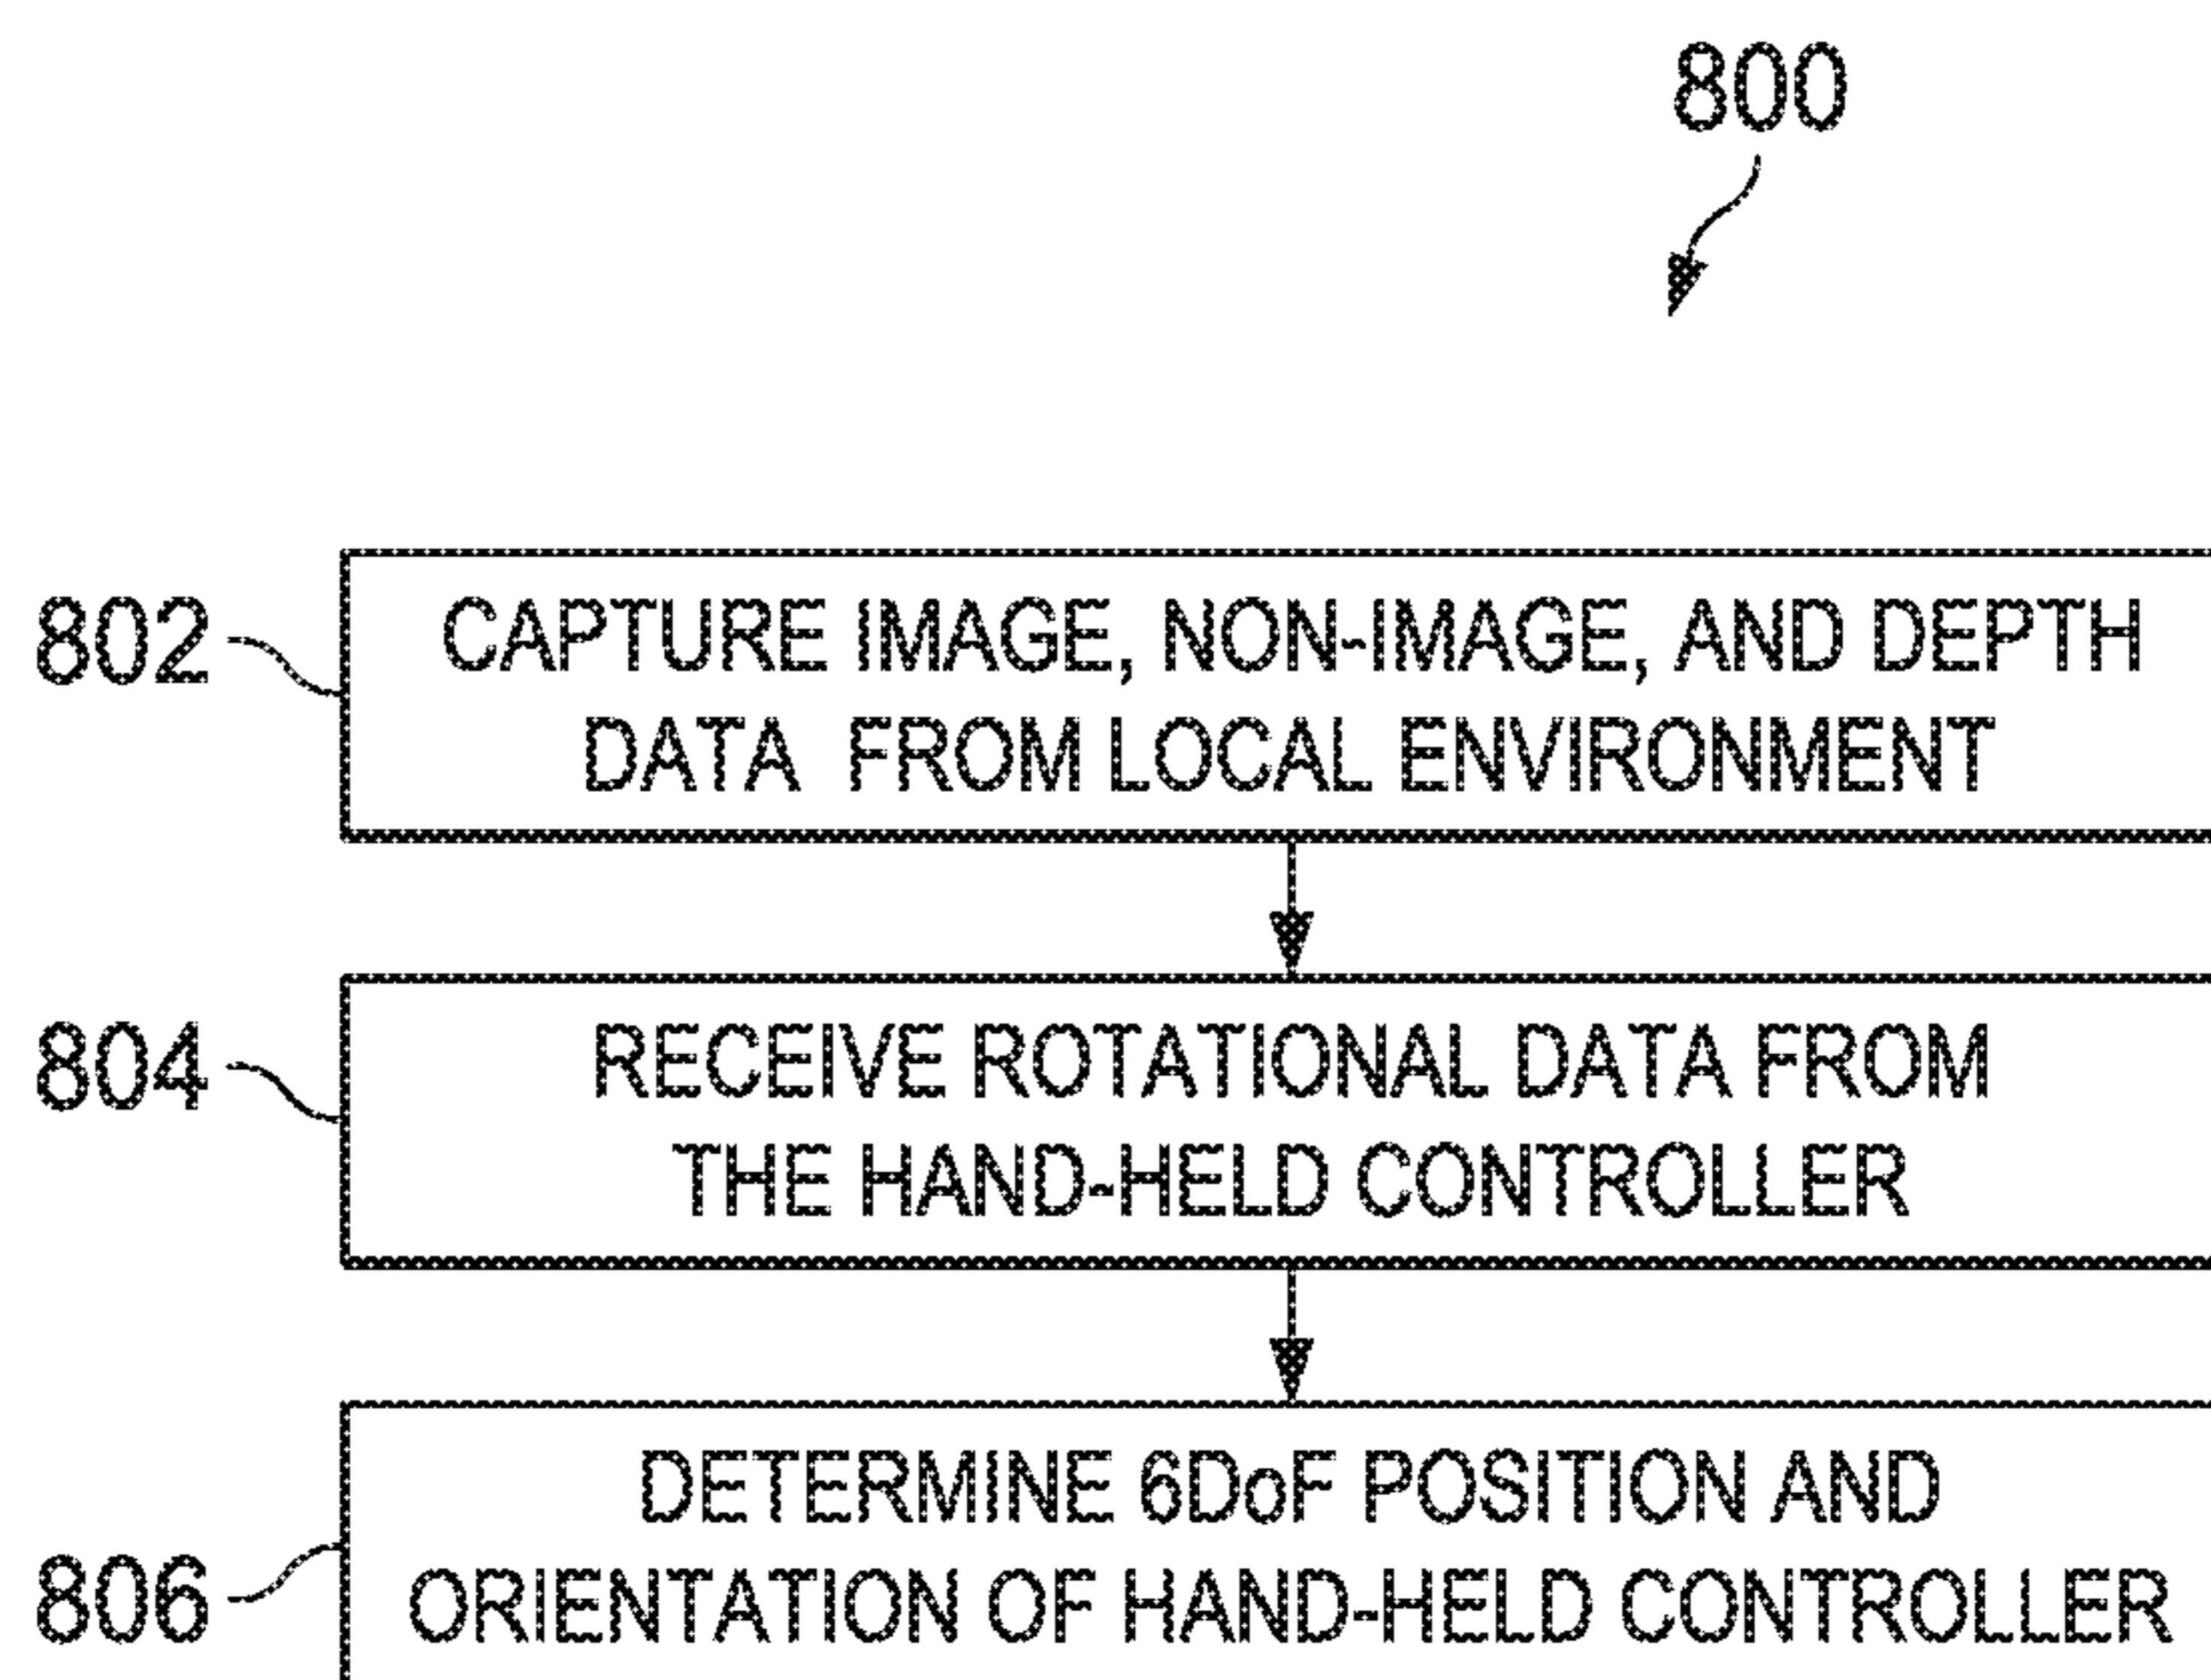 800
802
CAPTURE IMAGE, NON-IMAGE, AND DEPTH
DATA FROM LOCAL ENVIRONMENT
804
RECEIVE ROTATIONAL DATA FROM
THE HAND-HELD CONTROLLER
806
DETERMINE 6DoF POSITION AND
ORIENTATION OF HAND-HELD CONTROLLER